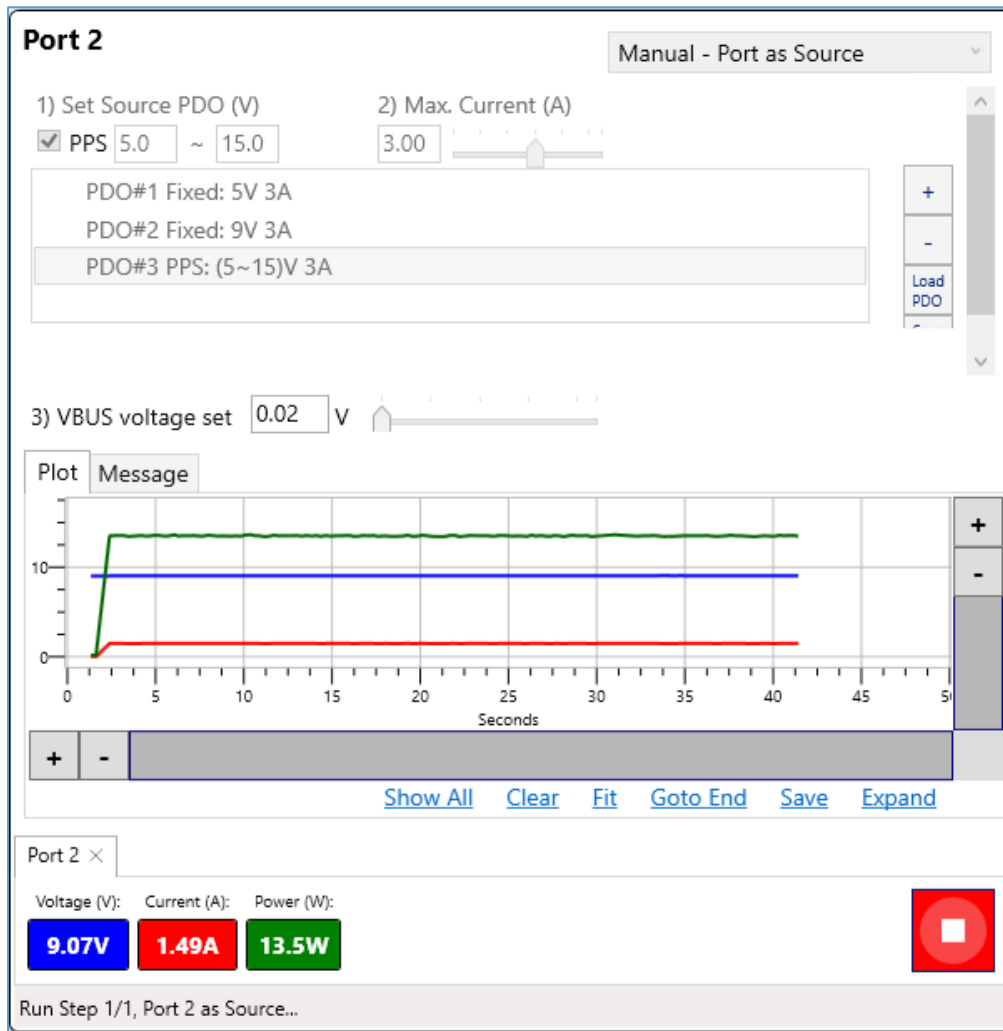 Port 2
Manual - Port as Source
1) Set Source PDO (V)
2) Max. Current (A)
PPS 5.0 ~ 15.0
3.00
PDO#1 Fixed: 5V 3A
PDO#2 Fixed: 9V 3A
PDO#3 PPS: (5~15)V 3A
+
-
Load
PDO
3) VBUS voltage set 0.02 V
Plot Message
10
0
0 5 10 15 20 25 30 35 40 45
Seconds
+
-
+ -
Show All Clear Fit Goto End Save Expand
Port 2 ×
Voltage (V): Current (A): Power (W):
9.07V 1.49A 13.5W
Run Step 1/1, Port 2 as Source...